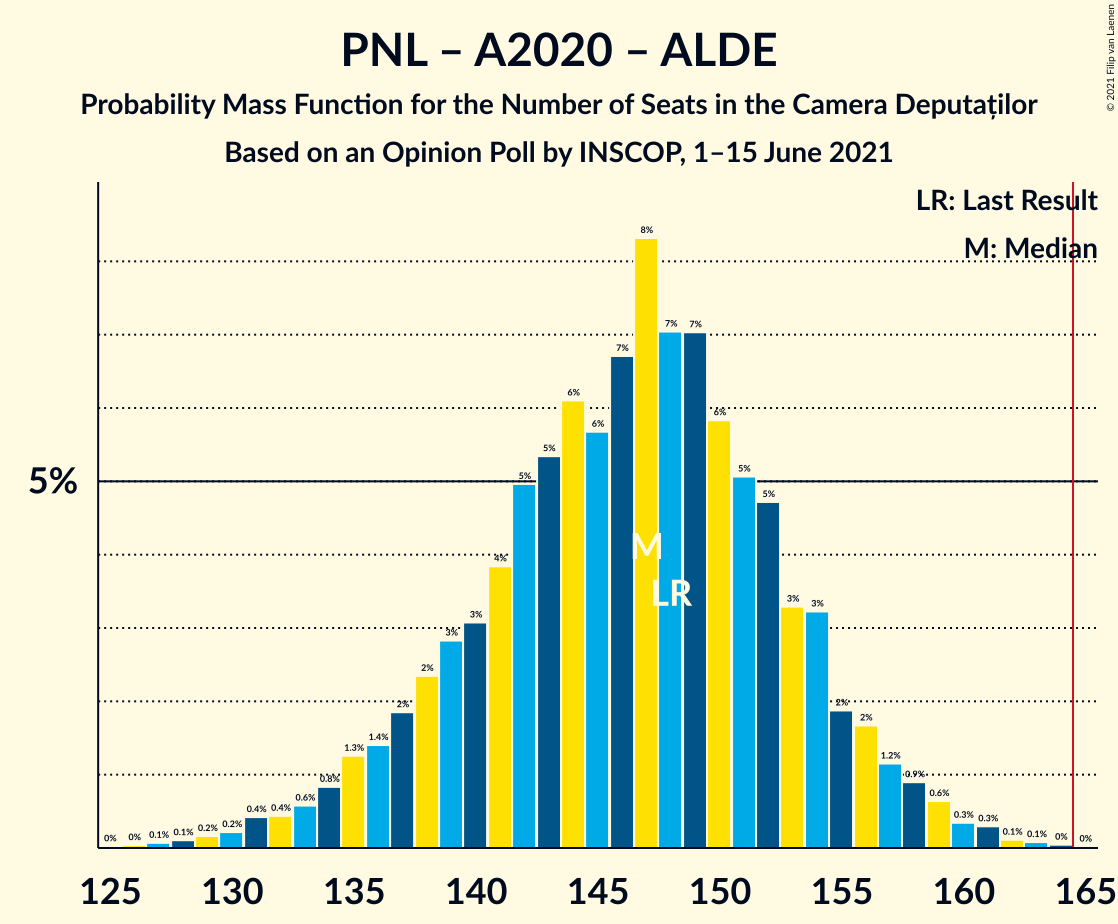 PNL – A2020 – ALDE
Probability Mass Function for the Number of Seats in the Camera Deputaților
Based on an Opinion Poll by INSCOP, 1–15 June 2021
© 2021 Filip van Laenen
LR: Last Result
M: Median
5%
0% 0% 0.1% 0.1% 0.2% 0.2% 0.4% 0.4% 0.6% 0.8% 1.3% 1.4% 2% 2% 3% 3% 4% 5% 5% 6% 6% 7% 8% 7% 7% 6% 5% 5% 3% 3% 2% 2% 1.2% 0.9% 0.6% 0.3% 0.3% 0.1% 0.1% 0% 0%
M
LR
125 130 135 140 145 150 155 160 165